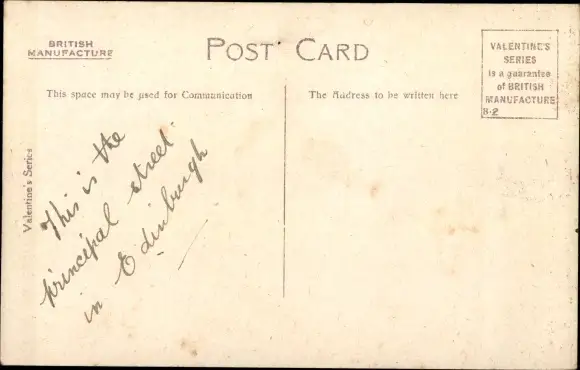 BRITISH
MANUFACTURE
POST CARD
VALENTINE'S
SERIES
is a guarantee
of BRITISH
MANUFACTURE
B-2
This space may be used for Communication
The Address to be written here
Valentine's Series
This is the
principal street
in Edinburgh